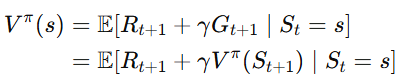 V^π(s) = 𝔼[R_{t+1} + γG_{t+1} | S_t = s]
= 𝔼[R_{t+1} + γV^π(S_{t+1}) | S_t = s]